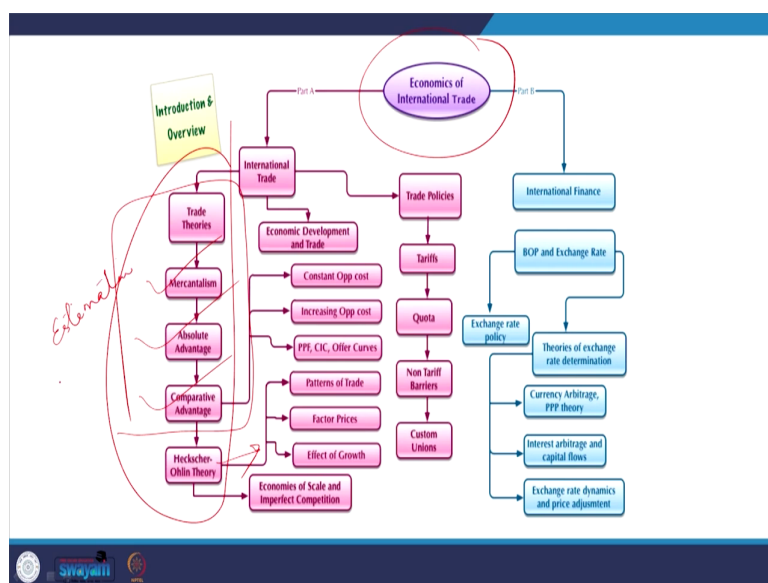 Economics of
International Trade
Part A
Part B
Introduction &
Overview
International
Trade
Trade Policies
International Finance
Trade
Theories
Economic Development
and Trade
Tariffs
BOP and Exchange Rate
Mercantalism
Constant Opp cost
Increasing Opp cost
Quota
Exchange rate
policy
Absolute
Advantage
PPF, CIC, Offer Curves
Theories of exchange
rate determination
Comparative
Advantage
Patterns of Trade
Non Tariff
Barriers
Currency Arbitrage,
PPP theory
Factor Prices
Custom
Unions
Interest arbitrage and
capital flows
Heckscher-
Ohlin Theory
Effect of Growth
Economies of Scale and
Imperfect Competition
Exchange rate dynamics
and price adjustment
swayam